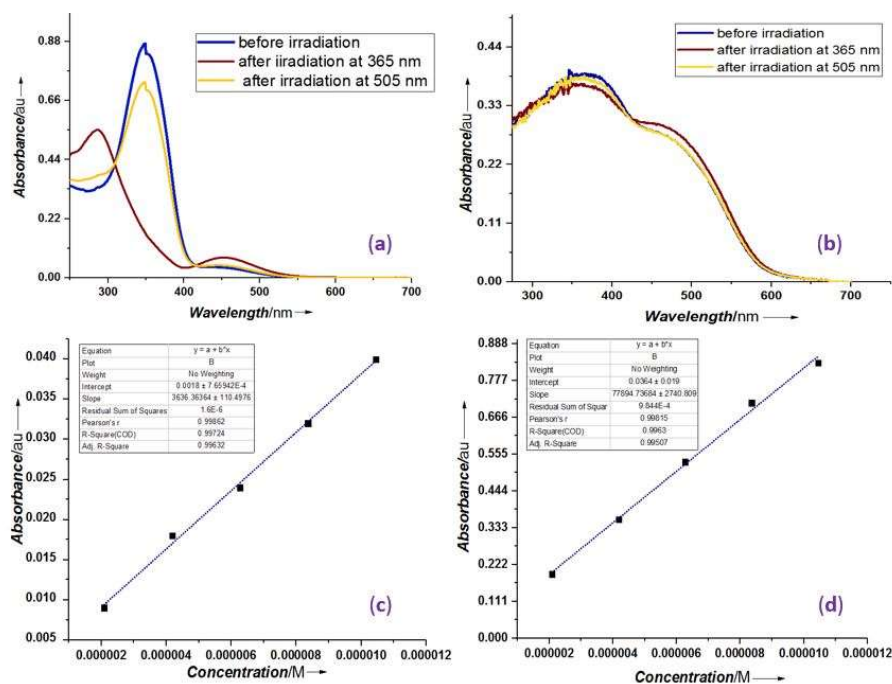 0.88
0.66
0.44
0.22
0.00
Absorbance/au
before irradiation
after iiradiation at 365 nm
after irradiation at 505 nm
(a)
300
400
500
600
700
Wavelength/nm
0.44
0.33
0.22
0.11
0.00
Absorbance/au
before irradiation
after irradiation at 365 nm
after irradiation at 505 nm
(b)
300
400
500
600
700
Wavelength/nm
0.040
0.035
0.030
0.025
0.020
0.015
0.010
0.005
Absorbance/au
Equation y = a + b*x
Plot B
Weight No Weighting
Intercept 0.0018 ± 7.65942E-4
Slope 3636.36364 ± 110.4976
Residual Sum of Squares 1.6E-6
Pearson's r 0.99862
R-Square(COD) 0.99724
Adj. R-Square 0.99632
(c)
0.000002
0.000004
0.000006
0.000008
0.000010
0.000012
Concentration/M
0.888
0.777
0.666
0.555
0.444
0.333
0.222
0.111
0.000
Absorbance/au
Equation y = a + b*x
Plot B
Weight No Weighting
Intercept 0.0364 ± 0.019
Slope 77894.73684 ± 2740.809
Residual Sum of Squar 9.844E-4
Pearson's r 0.99815
R-Square(COD) 0.9963
Adj. R-Square 0.99507
(d)
0.000002
0.000004
0.000006
0.000008
0.000010
0.000012
Concentration/M